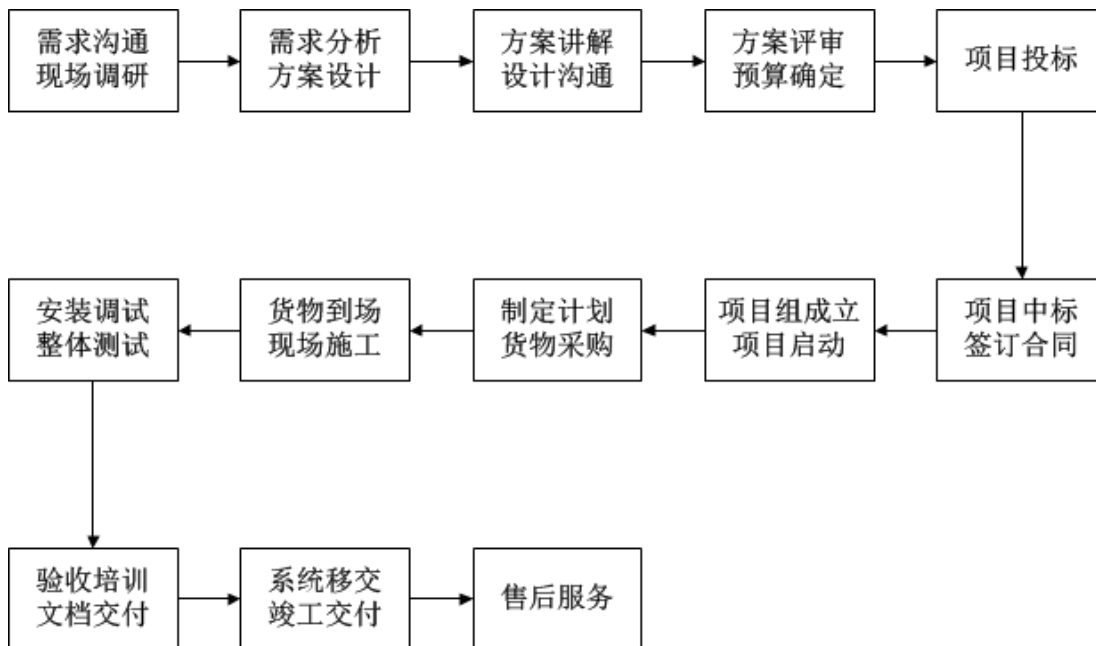 需求沟通
现场调研
需求分析
方案设计
方案讲解
设计沟通
方案评审
预算确定
项目投标
项目中标
签订合同
项目组成立
项目启动
制定计划
货物采购
货物到场
现场施工
安装调试
整体测试
验收培训
文档交付
系统移交
竣工交付
售后服务